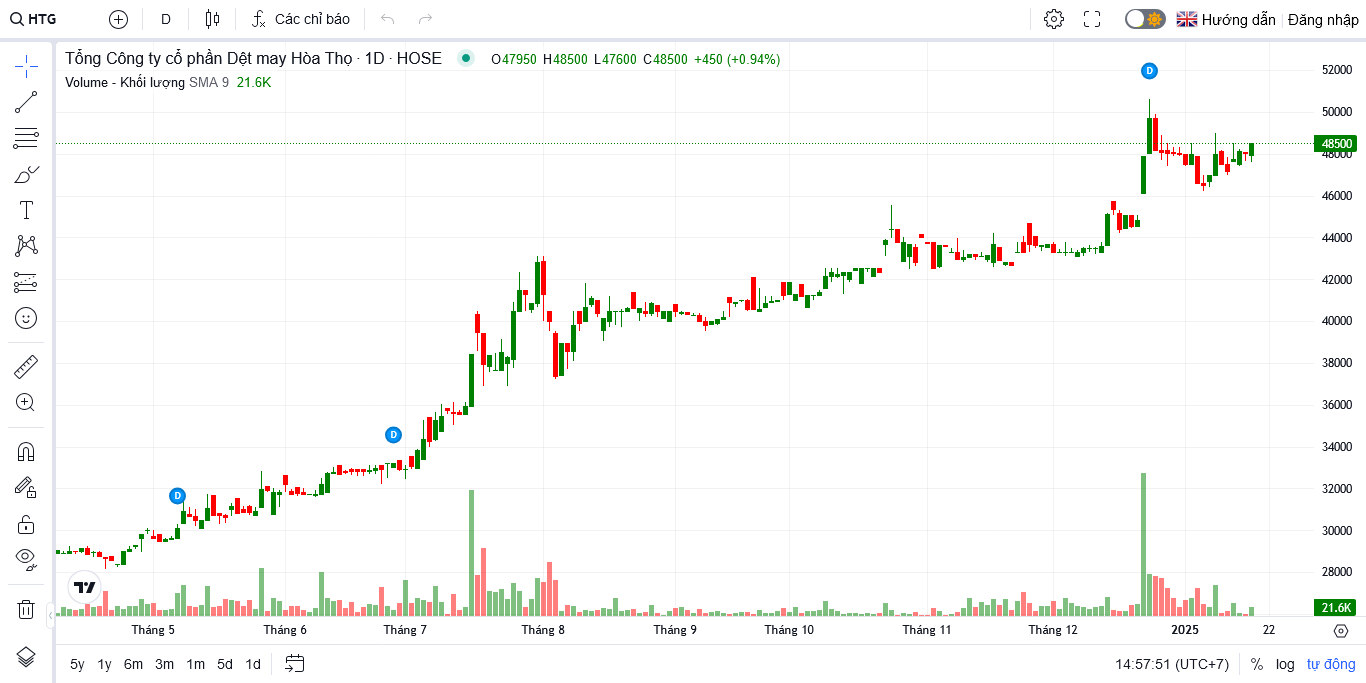 HTG D Các chỉ báo Hướng dẫn Đăng nhập
Tổng Công ty cổ phần Dệt may Hòa Thọ · 1D · HOSE O47950 H48500 L47600 C48500 +450 (+0.94%)
Volume - Khối lượng SMA 9 21.6K
D
52000
50000
48500
48000
46000
44000
42000
40000
38000
36000
34000
D
32000
D
30000
28000
21.6K
Tháng 5 Tháng 6 Tháng 7 Tháng 8 Tháng 9 Tháng 10 Tháng 11 Tháng 12 2025 22
5y 1y 6m 3m 1m 5d 1d 14:57:51 (UTC+7) % log tự động